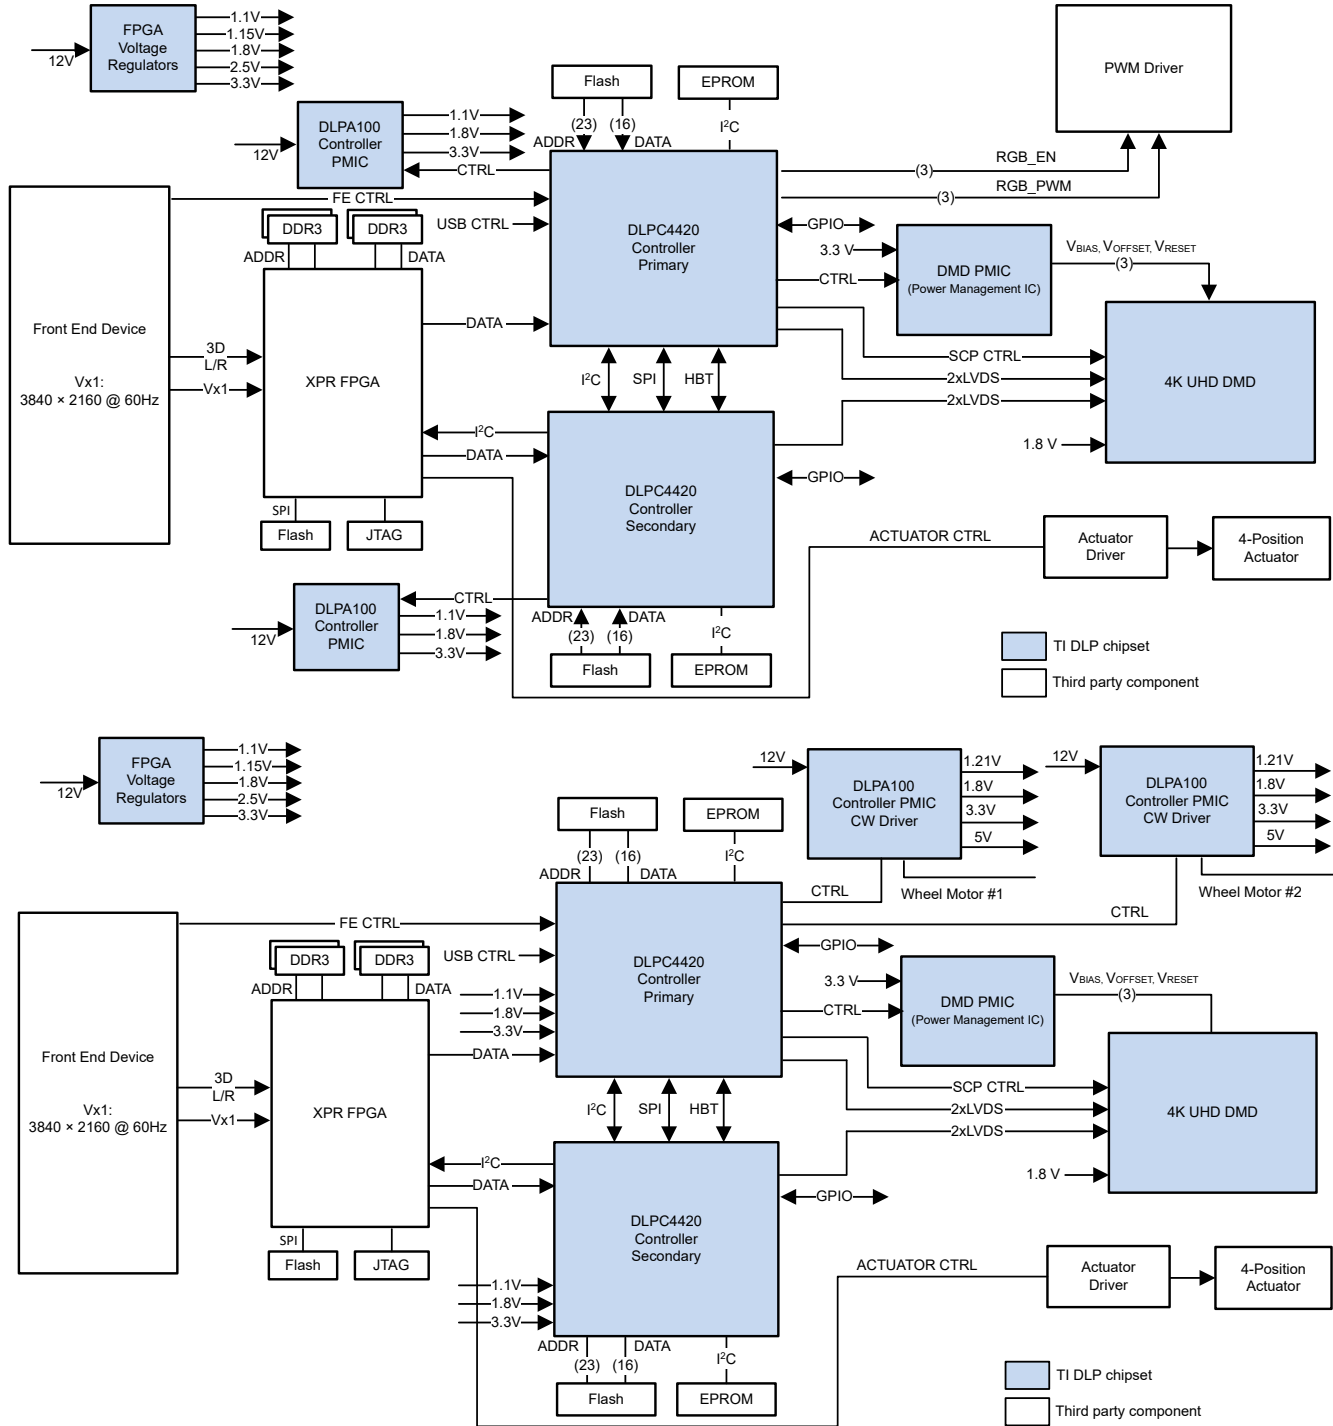 FPGA
Voltage
Regulators
12V
1.1V
1.15V
1.8V
2.5V
3.3V
DLPA100
Controller
PMIC
12V
1.1V
1.8V
3.3V
CTRL
Flash
(23)
(16)
ADDR
DATA
EPROM
I²C
PWM Driver
RGB_EN
(3)
RGB_PWM
(3)
FE CTRL
USB CTRL
DDR3
DDR3
ADDR
DATA
DLPC4420
Controller
Primary
GPIO
3.3 V
CTRL
DMD PMIC
(Power Management IC)
VBIAS, VOFFSET, VRESET
(3)
Front End Device
Vx1:
3840 × 2160 @ 60Hz
3D
L/R
Vx1
XPR FPGA
DATA
SCP CTRL
2xLVDS
2xLVDS
4K UHD DMD
1.8 V
I²C
SPI
HBT
I²C
DATA
DLPC4420
Controller
Secondary
GPIO
SPI
Flash
JTAG
ACTUATOR CTRL
Actuator
Driver
4-Position
Actuator
DLPA100
Controller
PMIC
12V
CTRL
1.1V
1.8V
3.3V
ADDR
DATA
(23)
(16)
Flash
I²C
EPROM
TI DLP chipset
Third party component
FPGA
Voltage
Regulators
12V
1.1V
1.15V
1.8V
2.5V
3.3V
Flash
(23)
(16)
ADDR
DATA
EPROM
I²C
12V
DLPA100
Controller PMIC
CW Driver
1.21V
1.8V
3.3V
5V
12V
DLPA100
Controller PMIC
CW Driver
1.21V
1.8V
3.3V
5V
CTRL
Wheel Motor #1
CTRL
Wheel Motor #2
FE CTRL
USB CTRL
DDR3
DDR3
ADDR
DATA
1.1V
1.8V
3.3V
DLPC4420
Controller
Primary
GPIO
3.3 V
CTRL
DMD PMIC
(Power Management IC)
VBIAS, VOFFSET, VRESET
(3)
Front End Device
Vx1:
3840 × 2160 @ 60Hz
3D
L/R
Vx1
XPR FPGA
DATA
SCP CTRL
2xLVDS
2xLVDS
4K UHD DMD
1.8 V
I²C
SPI
HBT
I²C
DATA
DLPC4420
Controller
Secondary
GPIO
SPI
Flash
JTAG
1.1V
1.8V
3.3V
ACTUATOR CTRL
Actuator
Driver
4-Position
Actuator
ADDR
DATA
(23)
(16)
Flash
I²C
EPROM
TI DLP chipset
Third party component